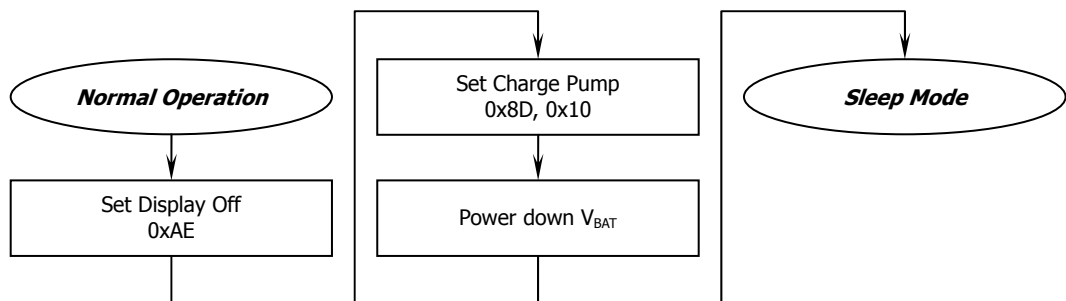 Normal Operation
Set Display Off
0xAE
Set Charge Pump
0x8D, 0x10
Power down VBAT
Sleep Mode